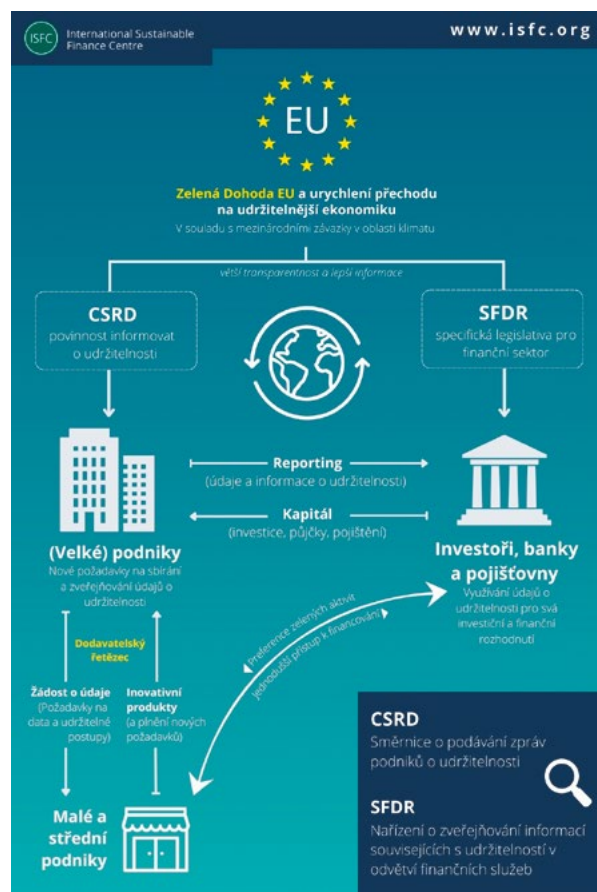 ISFC
International Sustainable
Finance Centre
www.isfc.org
EU
Zelená Dohoda EU a urychlení přechodu
na udržitelnější ekonomiku
V souladu s mezinárodními závazky v oblasti klimatu
větší transparentnost a lepší informace
CSRD
povinnost informovat
o udržitelnosti
SFDR
specifická legislativa pro
finanční sektor
Reporting
(údaje a informace o udržitelnosti)
Kapitál
(investice, půjčky, pojištění)
(Velké) podniky
Nové požadavky na sbírání
a zveřejňování údajů o
udržitelnosti
Investoři, banky
a pojišťovny
Využívání údajů o
udržitelnosti pro svá
investiční a finanční
rozhodnutí
Dodavatelský
řetězec
Preference zelených aktivit
jednodušší přístup k financování
Žádost o údaje
(Požadavky na
data a udržitelné
postupy)
Inovativní
produkty
(a plnění nových
požadavků)
Malé a
střední
podniky
CSRD
Směrnice o podávání zpráv
podniků o udržitelnosti
SFDR
Nařízení o zveřejňování informací
souvisejících s udržitelností v
odvětví finančních služeb